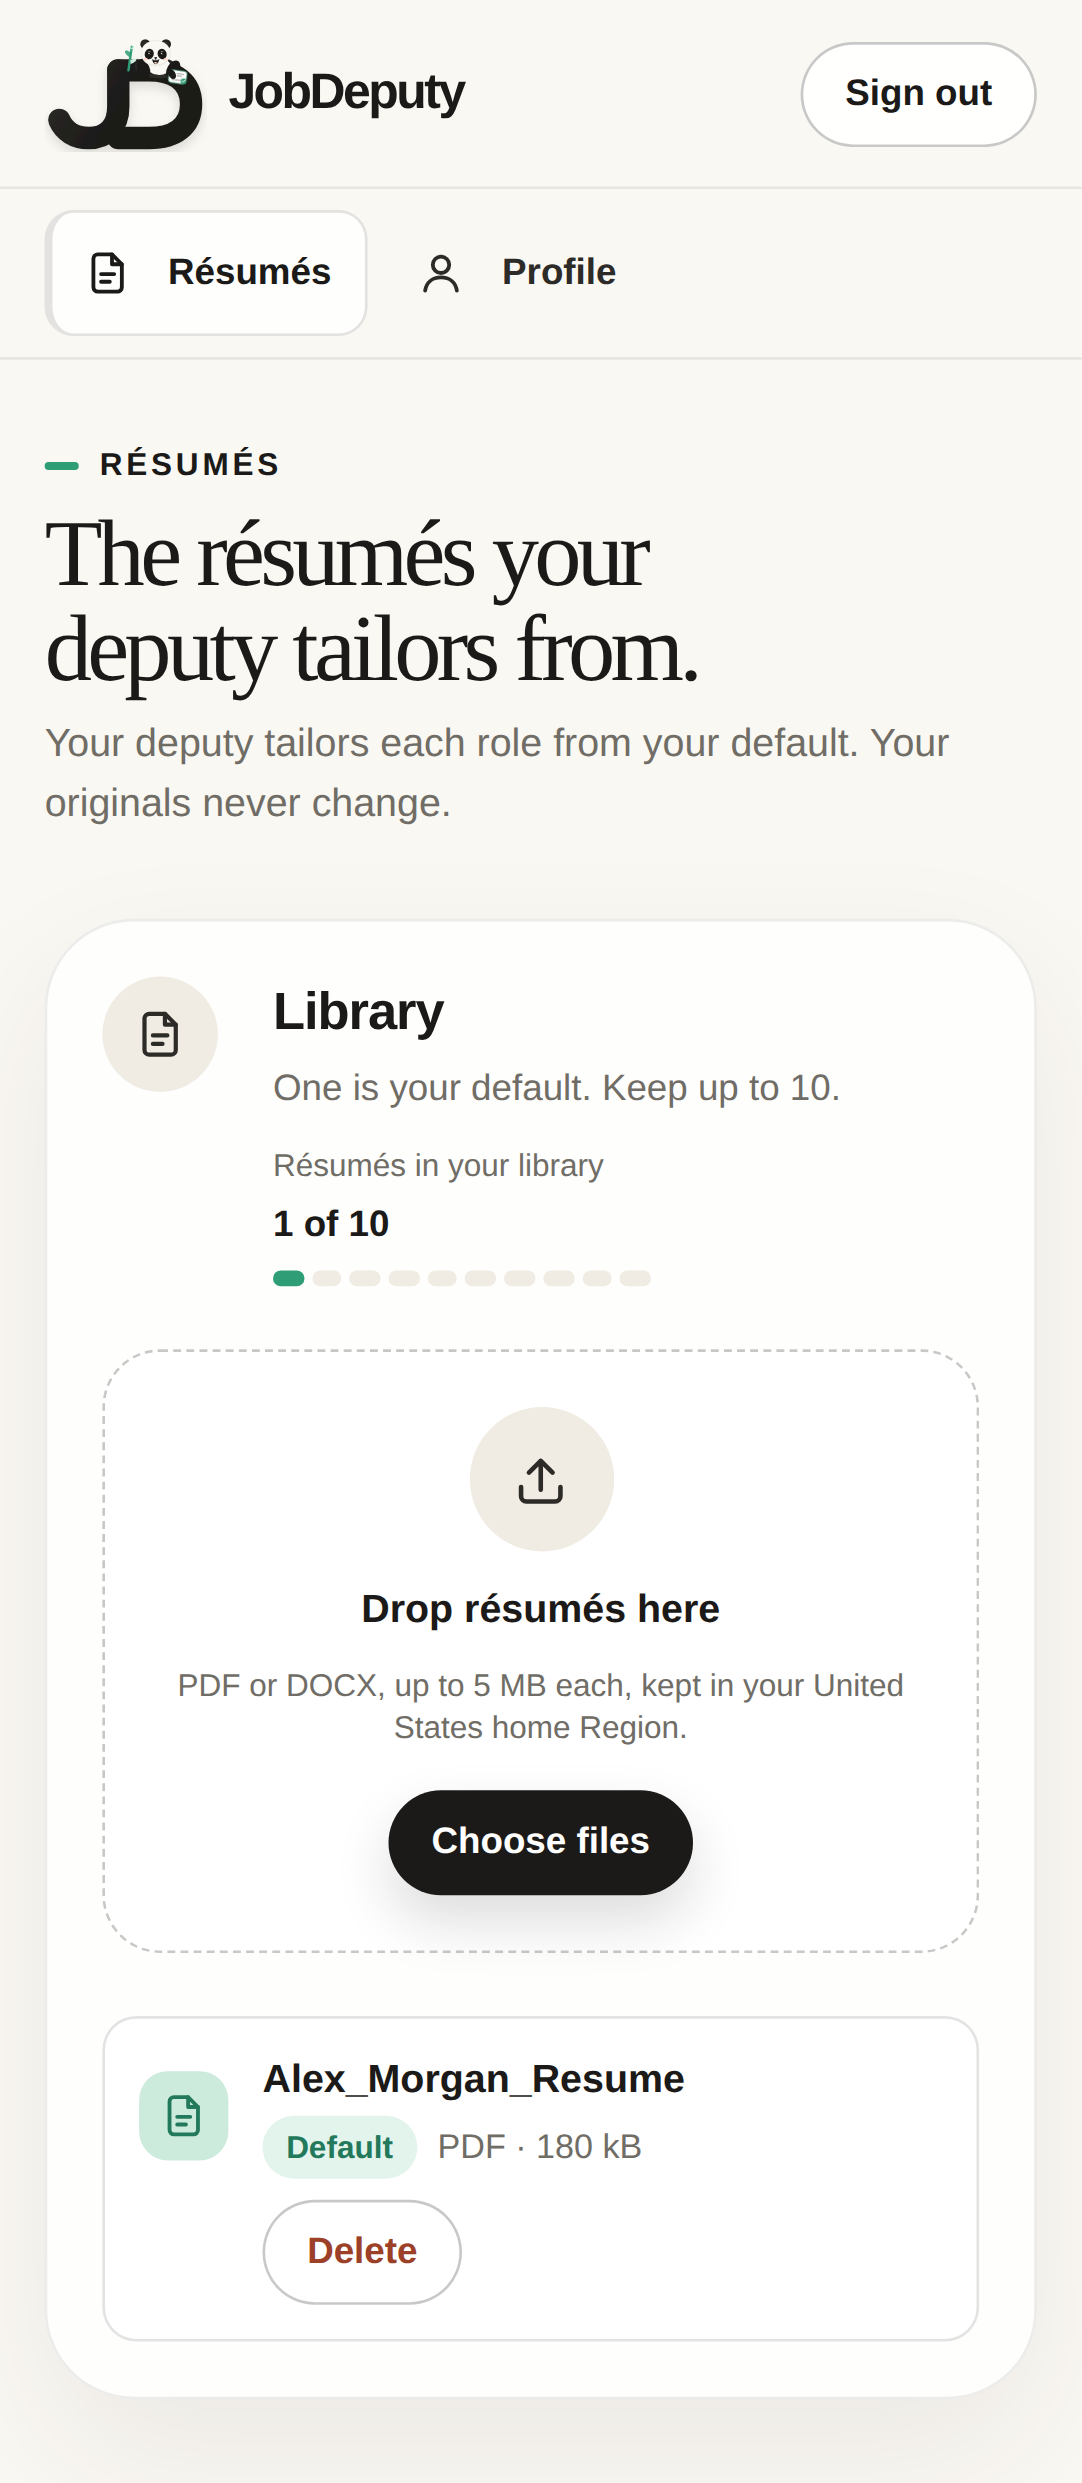 JobDeputy
Sign out
Résumés
Profile
RÉSUMÉS
The résumés your
deputy tailors from.
Your deputy tailors each role from your default. Your
originals never change.
Library
One is your default. Keep up to 10.
Résumés in your library
1 of 10
Drop résumés here
PDF or DOCX, up to 5 MB each, kept in your United
States home Region.
Choose files
Alex_Morgan_Resume
Default PDF · 180 kB
Delete